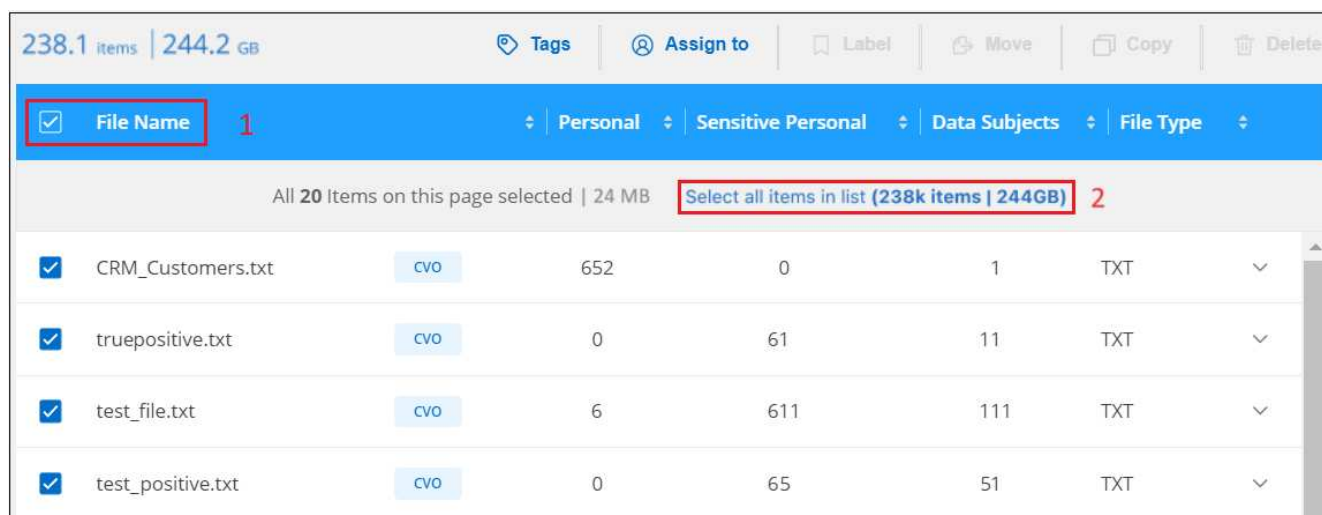 238.1 items | 244.2 GB Tags Assign to Label Move Copy Delete
File Name 1 Personal Sensitive Personal Data Subjects File Type
All 20 Items on this page selected | 24 MB Select all items in list (238k items | 244GB) 2
CRM_Customers.txt CVO 652 0 1 TXT
truepositive.txt CVO 0 61 11 TXT
test_file.txt CVO 6 611 111 TXT
test_positive.txt CVO 0 65 51 TXT